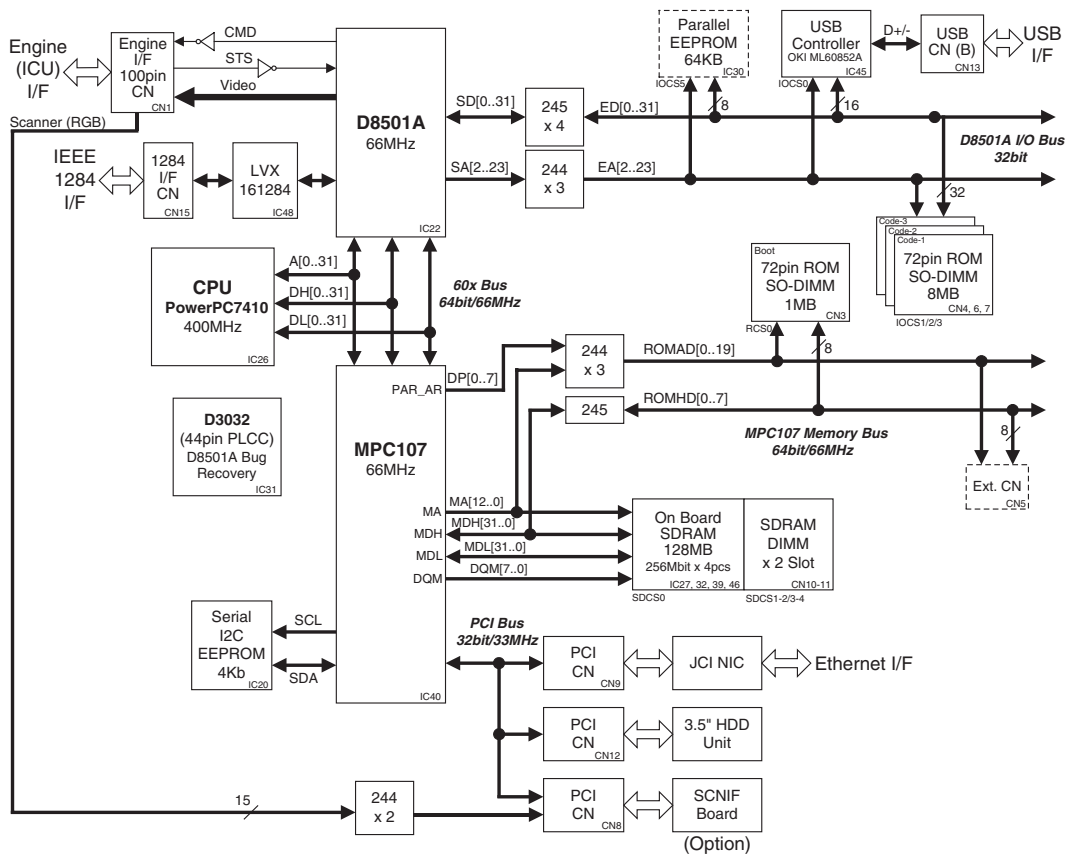 Engine
(ICU)
I/F
Engine
I/F
100pin
CN
CN1
CMD
STS
Video
Scanner (RGB)
D8501A
66MHz
IC22
Parallel
EEPROM
64KB
IC30
IOCS5
8
USB
Controller
OKI ML60852A
IC45
IOCS0
16
D+/-
USB
CN (B)
CN13
USB
I/F
SD[0..31]
245
x 4
ED[0..31]
D8501A I/O Bus
32bit
SA[2..23]
244
x 3
EA[2..23]
32
IEEE
1284
I/F
1284
I/F
CN
CN15
LVX
161284
IC48
Code-3
Code-2
Code-1
72pin ROM
SO-DIMM
8MB
CN4, 6, 7
IOCS1/2/3
CPU
PowerPC7410
400MHz
IC26
A[0..31]
DH[0..31]
DL[0..31]
60x Bus
64bit/66MHz
Boot
72pin ROM
SO-DIMM
1MB
CN3
RCS0
8
D3032
(44pin PLCC)
D8501A Bug
Recovery
IC31
MPC107
66MHz
PAR_AR
MA
MDH
MDL
DQM
IC40
DP[0..7]
244
x 3
ROMAD[0..19]
245
ROMHD[0..7]
MPC107 Memory Bus
64bit/66MHz
8
Ext. CN
CN5
MA[12..0]
MDH[31..0]
MDL[31..0]
DQM[7..0]
On Board
SDRAM
128MB
256Mbit x 4pcs
IC27, 32, 39, 46
SDCS0
SDRAM
DIMM
x 2 Slot
CN10-11
SDCS1-2/3-4
Serial
I2C
EEPROM
4Kb
IC20
SCL
SDA
PCI Bus
32bit/33MHz
PCI
CN
CN9
JCI NIC
Ethernet I/F
PCI
CN
CN12
3.5" HDD
Unit
15
244
x 2
PCI
CN
CN8
SCNIF
Board
(Option)